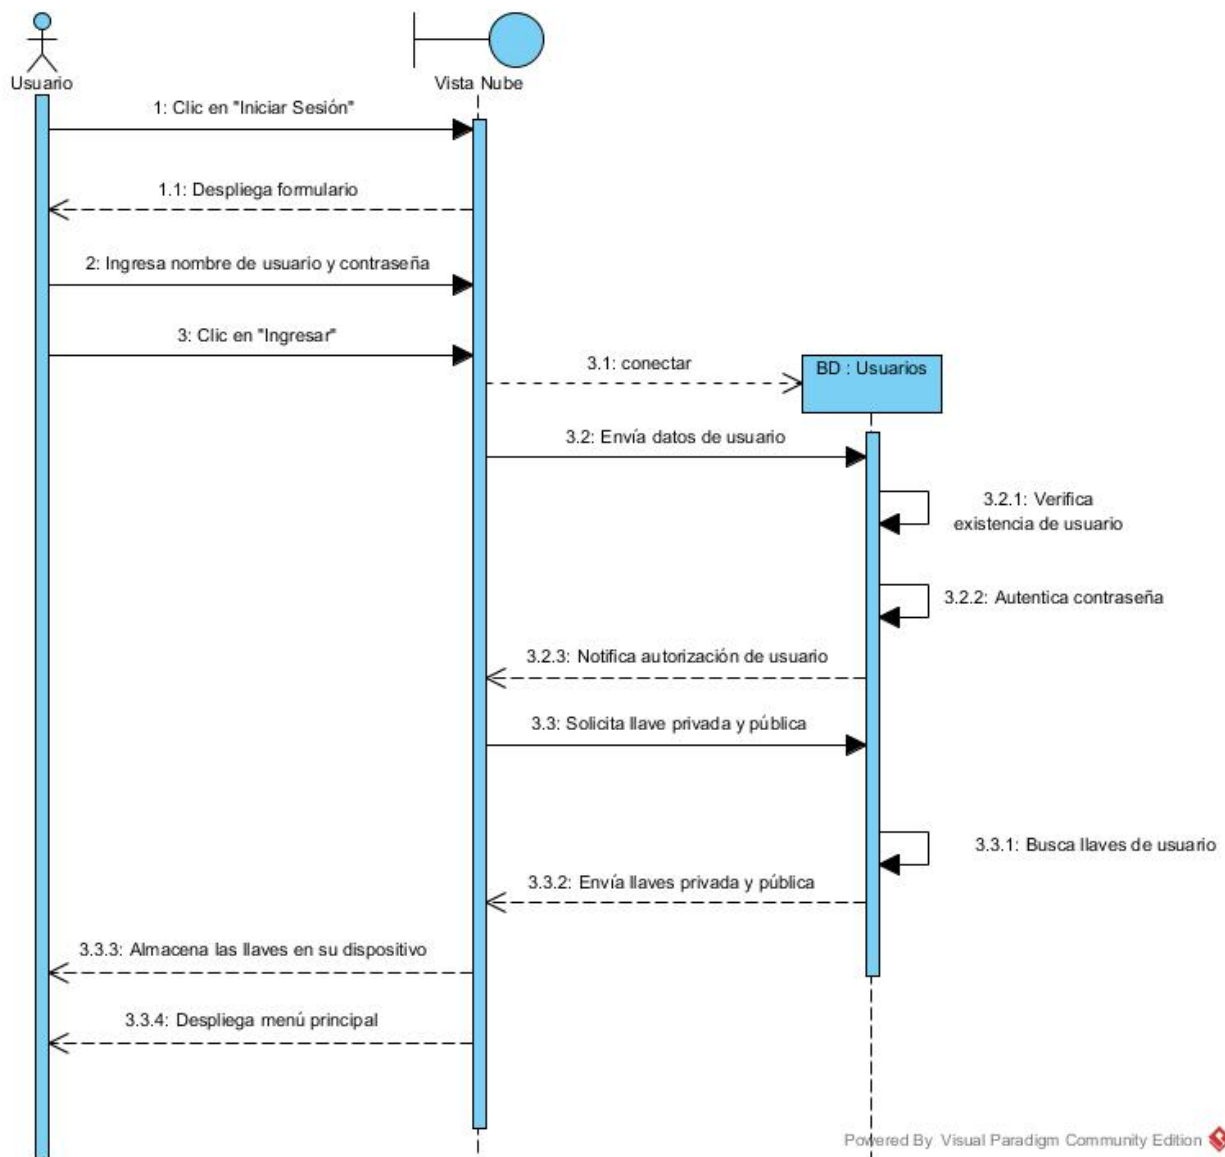 Usuario
Vista Nube
1: Clic en "Iniciar Sesión"
1.1: Despliega formulario
2: Ingresa nombre de usuario y contraseña
3: Clic en "Ingresar"
3.1: conectar
BD : Usuarios
3.2: Envía datos de usuario
3.2.1: Verifica
existencia de usuario
3.2.2: Autentica contraseña
3.2.3: Notifica autorización de usuario
3.3: Solicita llave privada y pública
3.3.1: Busca llaves de usuario
3.3.2: Envía llaves privada y pública
3.3.3: Almacena las llaves en su dispositivo
3.3.4: Despliega menú principal
Powered By Visual Paradigm Community Edition